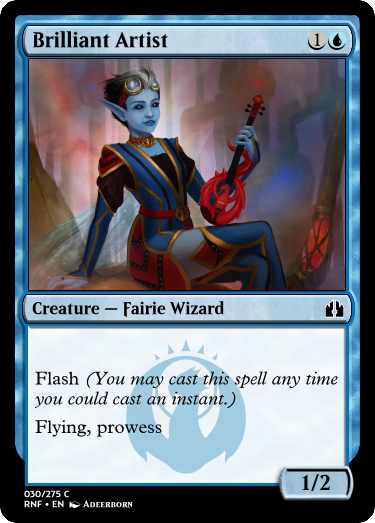 Brilliant Artist 1
Creature — Fairie Wizard
Flash (You may cast this spell any time
you could cast an instant.)
Flying, prowess
1/2
030/275 C
RNF • EN Adeerborn